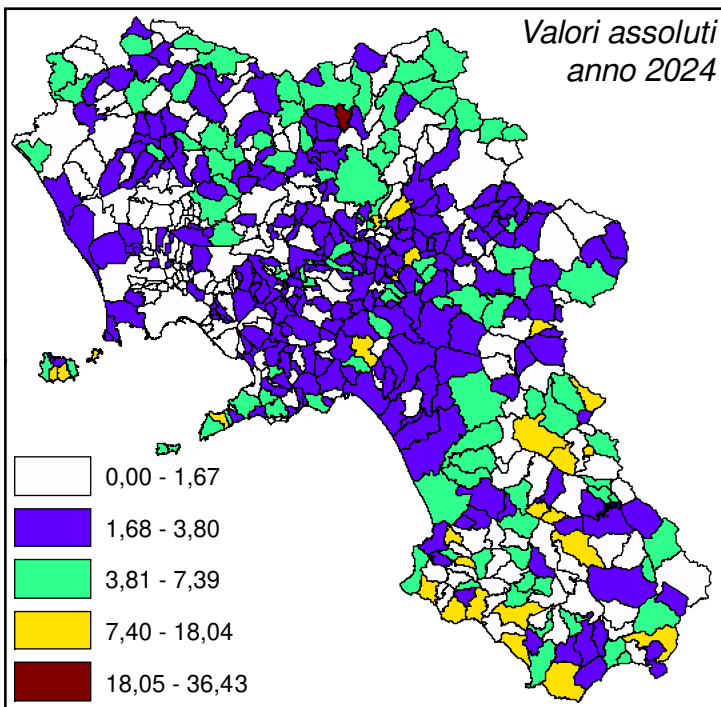 Valori assoluti
anno 2024
0,00 - 1,67
1,68 - 3,80
3,81 - 7,39
7,40 - 18,04
18,05 - 36,43